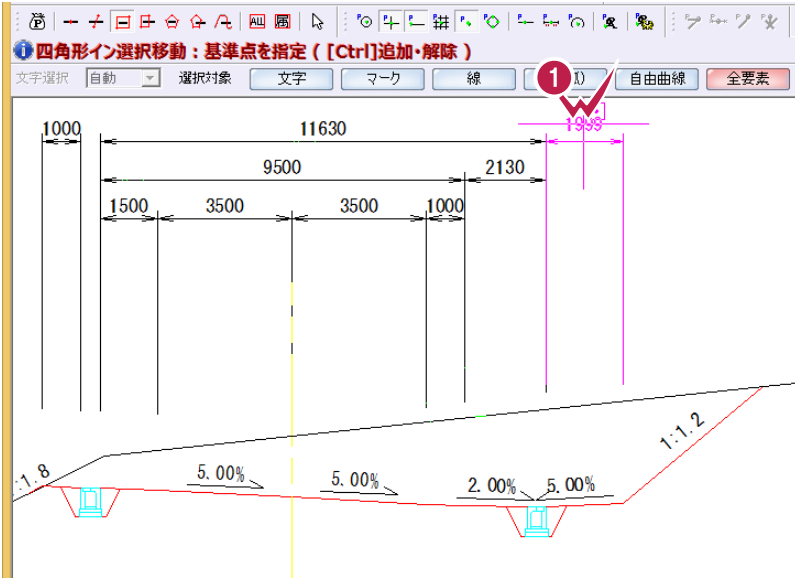 ALL 属
四角形イン選択移動：基準点を指定 ( [Ctrl]追加・解除 )
文字選択 自動 選択対象 文字 マーク 線 自由曲線 全要素
1
1000 11630
9500 2130
1500 3500 3500 1000
1:1.2
5.00% 5.00% 2.00% 5.00%